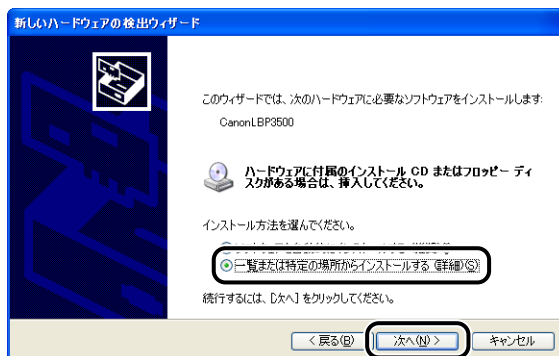 新しいハードウェアの検出ウィザード
このウィザードでは、次のハードウェアに必要なソフトウェアをインストールします:
CanonLBP3500
ハードウェアに付属のインストール CD またはフロッピー ディ
スクがある場合は、挿入してください。
インストール方法を選んでください。
一覧または特定の場所からインストールする (詳細)(S)
続行するには、[次へ] をクリックしてください。
< 戻る(B) 次へ(N) > キャンセル